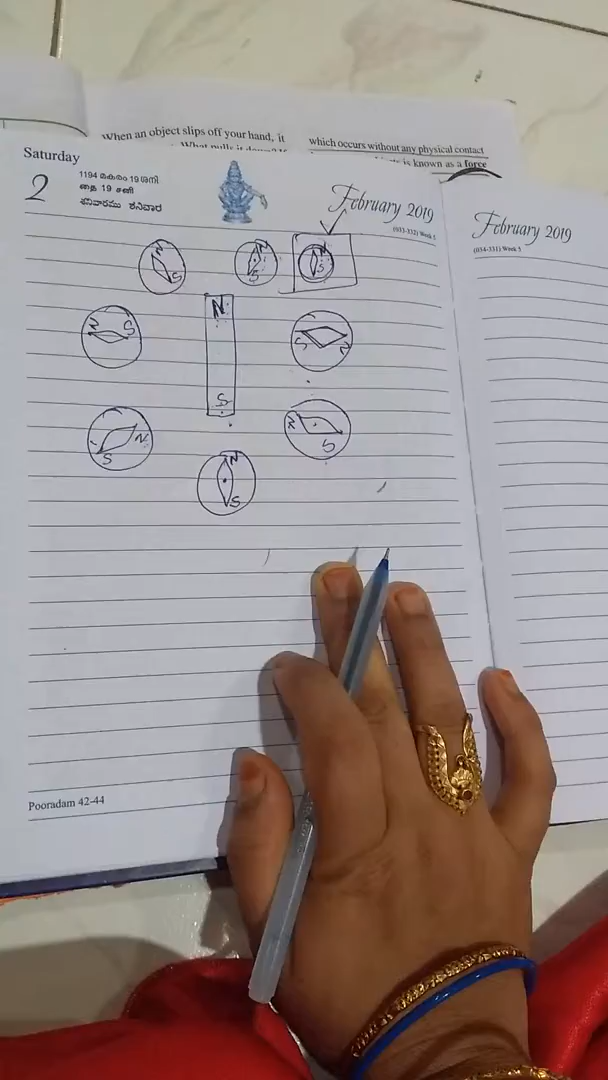 When an object slips off your hand, it
which occurs without any physical contact
is known as a force
Saturday
2
1194 മകരം 19 ശനി
தை 19 சனி
ಶನಿವಾರ
February 2019
(033-332) Week 5
February 2019
(034-331) Week 5
N
S
N
S
N
S
N
S
N
S
S
N
N
S
N
S
N
S
Pooradam 42-44